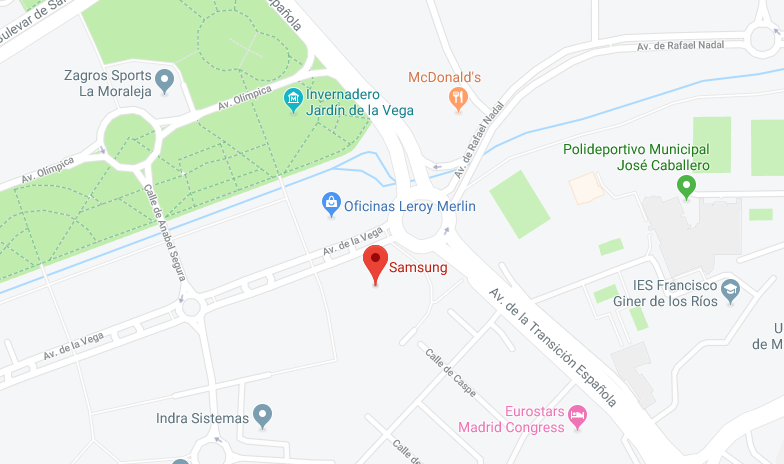 Bulevar de Sa
Española
Av. de Rafael Nadal
Zagros Sports
La Moraleja
McDonald's
Av. Olímpica
Invernadero
Jardín de la Vega
Av. de Rafael Nadal
Polideportivo Municipal
José Caballero
Av. Olímpica
Calle de Anabel Segura
Oficinas Leroy Merlin
Av. de la Vega
Samsung
IES Francisco
Giner de los Ríos
Av. de la Transición Española
U
de M
Av. de la Vega
Calle de Caspe
Indra Sistemas
Eurostars
Madrid Congress
Calle de